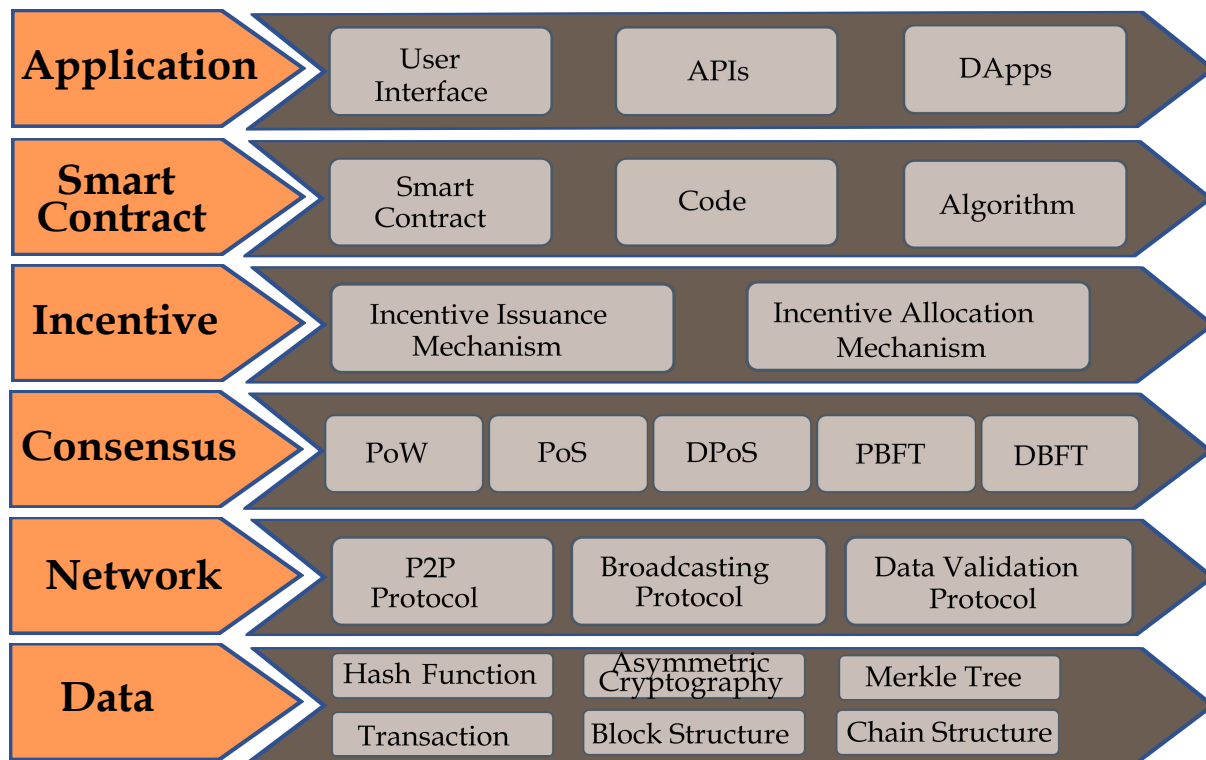 Application
User
Interface
APIs
DApps
Smart
Contract
Smart
Contract
Code
Algorithm
Incentive
Incentive Issuance
Mechanism
Incentive Allocation
Mechanism
Consensus
PoW
PoS
DPoS
PBFT
DBFT
Network
P2P
Protocol
Broadcasting
Protocol
Data Validation
Protocol
Data
Hash Function
Asymmetric
Cryptography
Merkle Tree
Transaction
Block Structure
Chain Structure